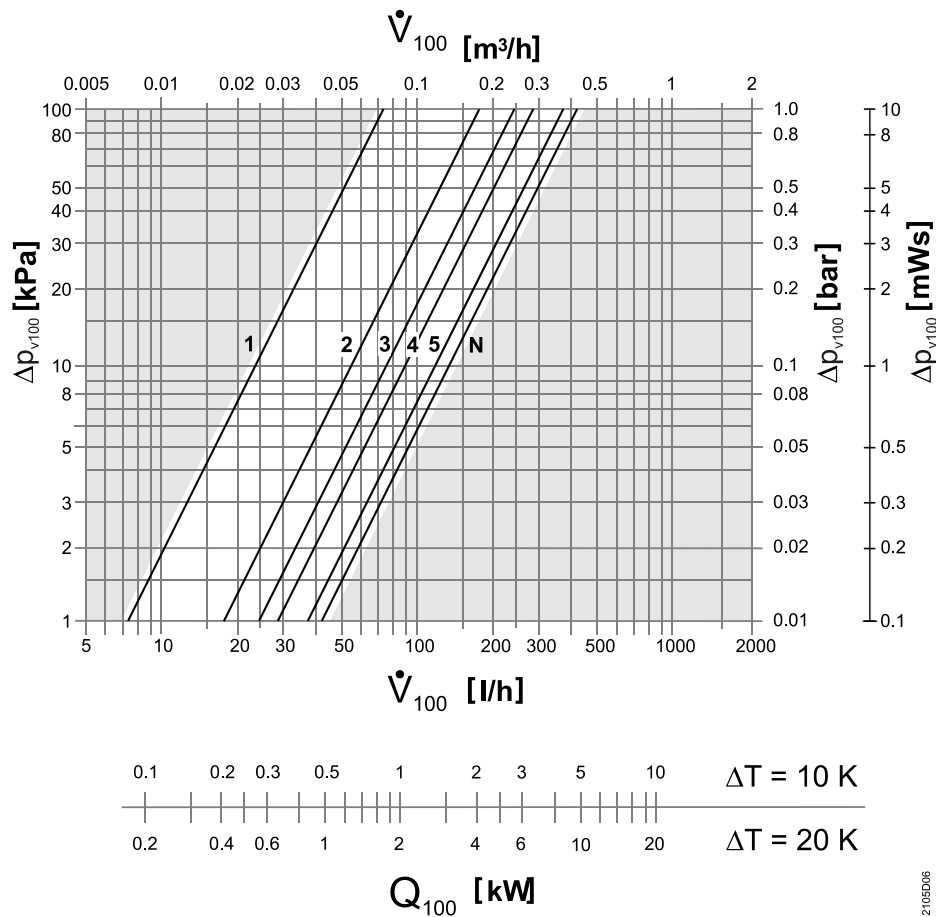 V̇100 [m³/h]
0.005 0.01 0.02 0.03 0.05 0.1 0.2 0.3 0.5 1 2
100 1.0 10
80 0.8 8
50 0.5 5
40 0.4 4
30 0.3 3
20 0.2 2
Δpv100 [kPa]
Δpv100 [bar]
Δpv100 [mWs]
1 2 3 4 5 N
10 0.1 1
8 0.08
5 0.05 0.5
3 0.03 0.3
2 0.02 0.2
1 0.01 0.1
5 10 20 30 50 100 200 300 500 1000 2000
V̇100 [l/h]
0.1 0.2 0.3 0.5 1 2 3 5 10 ΔT = 10 K
0.2 0.4 0.6 1 2 4 6 10 20 ΔT = 20 K
Q100 [kW]
2105D06